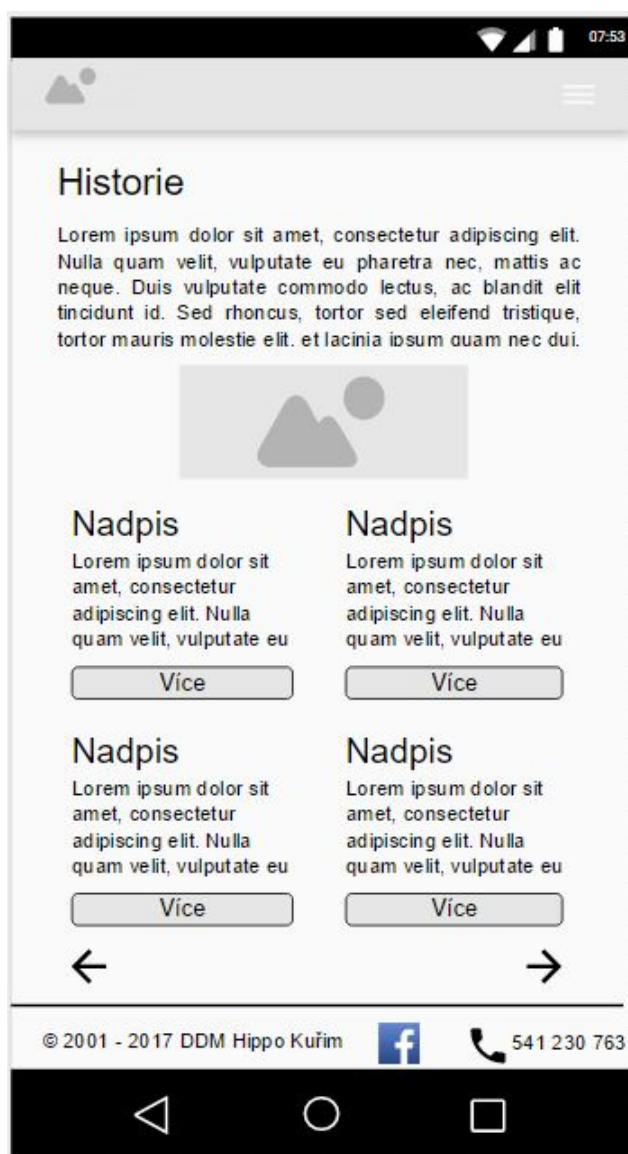 07:53
Historie
Lorem ipsum dolor sit amet, consectetur adipiscing elit.
Nulla quam velit, vulputate eu pharetra nec, mattis ac
neque. Duis vulputate commodo lectus, ac blandit elit
tincidunt id. Sed rhoncus, tortor sed eleifend tristique,
tortor mauris molestie elit, et lacinia ipsum quam nec dui.
Nadpis
Lorem ipsum dolor sit
amet, consectetur
adipiscing elit. Nulla
quam velit, vulputate eu
Více
Nadpis
Lorem ipsum dolor sit
amet, consectetur
adipiscing elit. Nulla
quam velit, vulputate eu
Více
Nadpis
Lorem ipsum dolor sit
amet, consectetur
adipiscing elit. Nulla
quam velit, vulputate eu
Více
Nadpis
Lorem ipsum dolor sit
amet, consectetur
adipiscing elit. Nulla
quam velit, vulputate eu
Více
© 2001 - 2017 DDM Hippo Kuřim
f
541 230 763